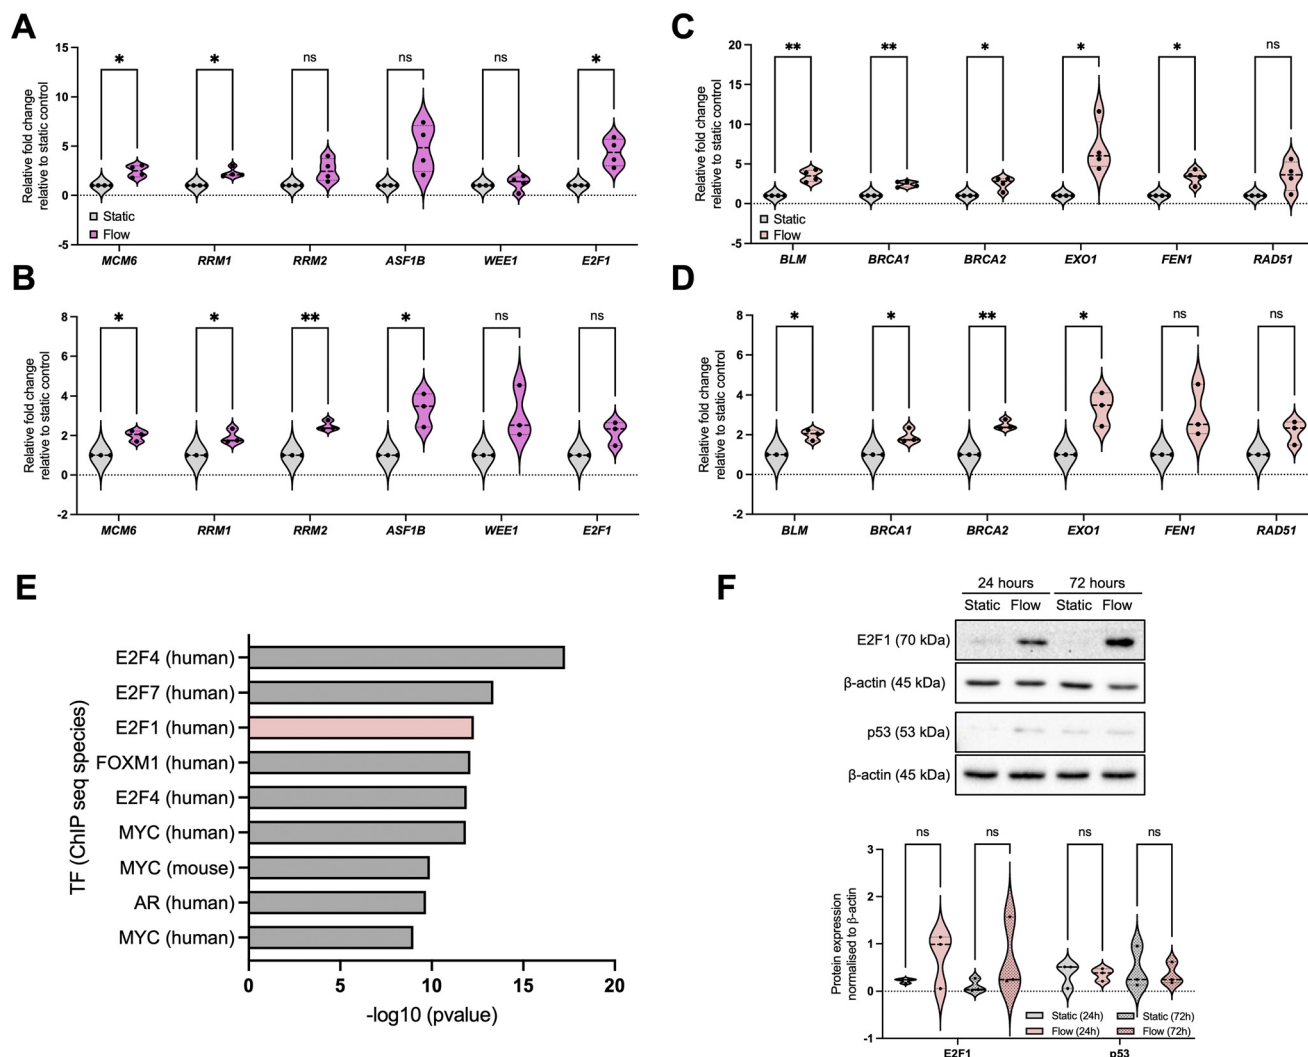 A
Relative fold change
relative to static control
15
10
5
0
-5
* * ns ns ns *
Static
Flow
MCM6 RRM1 RRM2 ASF1B WEE1 E2F1
B
Relative fold change
relative to static control
8
6
4
2
0
-2
* * ** * ns ns
MCM6 RRM1 RRM2 ASF1B WEE1 E2F1
C
Relative fold change
relative to static control
20
15
10
5
0
-5
** ** * * * ns
Static
Flow
BLM BRCA1 BRCA2 EXO1 FEN1 RAD51
D
Relative fold change
relative to static control
8
6
4
2
0
-2
* * ** * ns ns
BLM BRCA1 BRCA2 EXO1 FEN1 RAD51
E
TF (ChIP seq species)
E2F4 (human)
E2F7 (human)
E2F1 (human)
FOXM1 (human)
E2F4 (human)
MYC (human)
MYC (mouse)
AR (human)
MYC (human)
0 5 10 15 20
-log10 (pvalue)
F
24 hours 72 hours
Static Flow Static Flow
E2F1 (70 kDa)
β-actin (45 kDa)
p53 (53 kDa)
β-actin (45 kDa)
Protein expression
normalised to β-actin
3
2
1
0
-1
ns ns ns ns
Static (24h) Static (72h)
Flow (24h) Flow (72h)
E2F1 p53